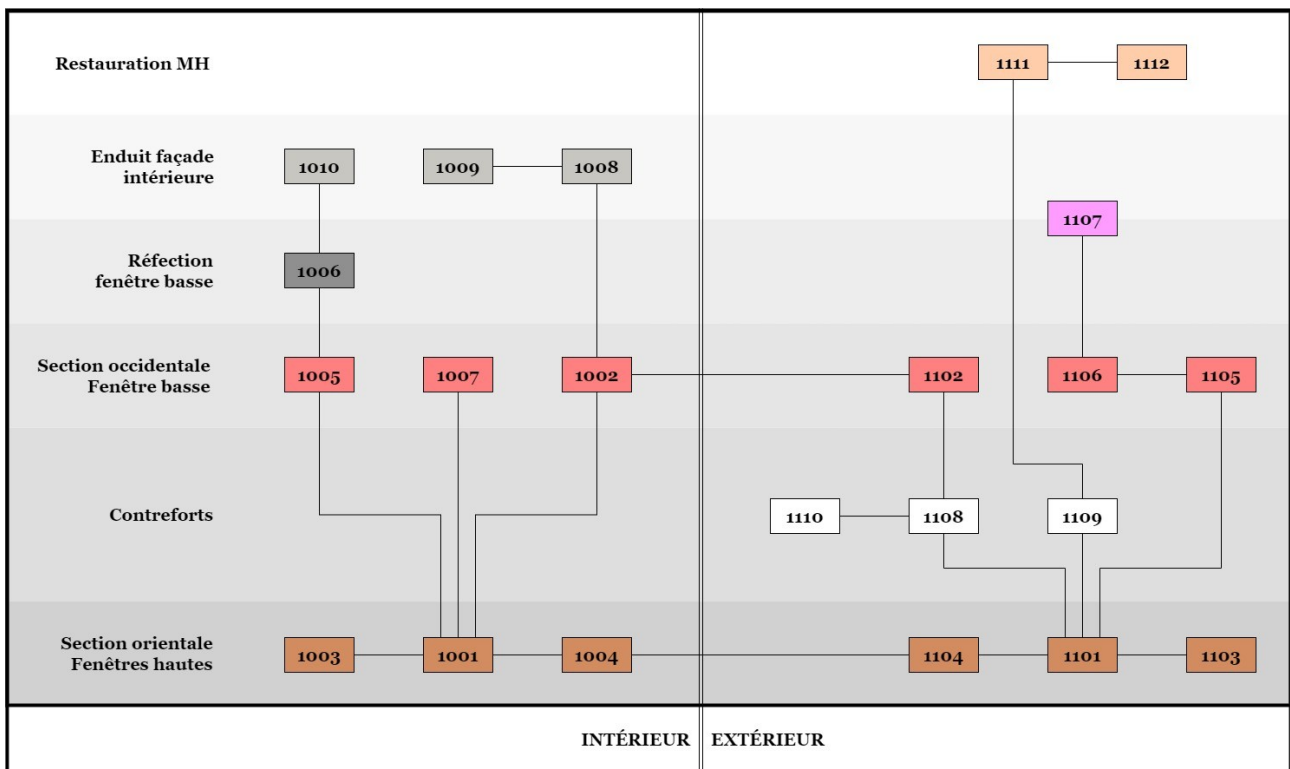 Restauration MH
1111
1112
Enduit façade
intérieure
1010
1009
1008
1107
Réfection
fenêtre basse
1006
Section occidentale
Fenêtre basse
1005
1007
1002
1102
1106
1105
Contreforts
1110
1108
1109
Section orientale
Fenêtres hautes
1003
1001
1004
1104
1101
1103
INTÉRIEUR
EXTÉRIEUR